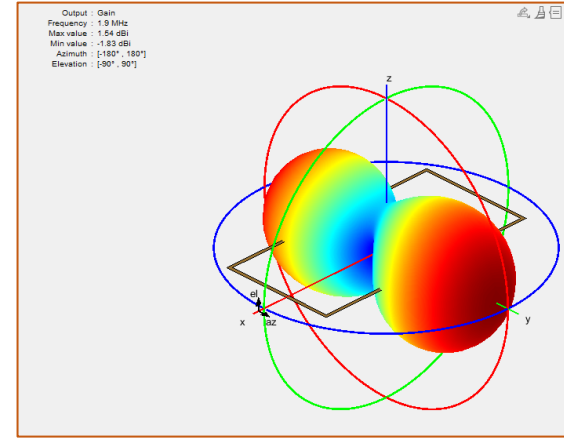 Output : Gain
Frequency : 1.9 MHz
Max value : 1.54 dBi
Min value : -1.83 dBi
Azimuth : [-180° , 180°]
Elevation : [-90° , 90°]
z
el
x
az
y